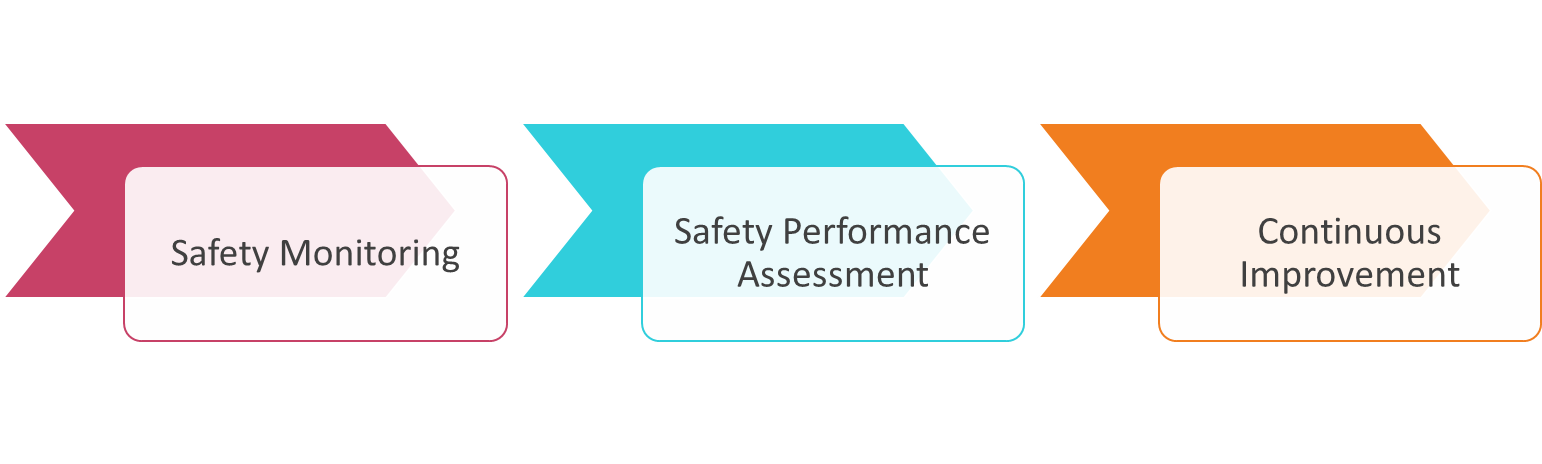 Safety Monitoring
Safety Performance
Assessment
Continuous
Improvement